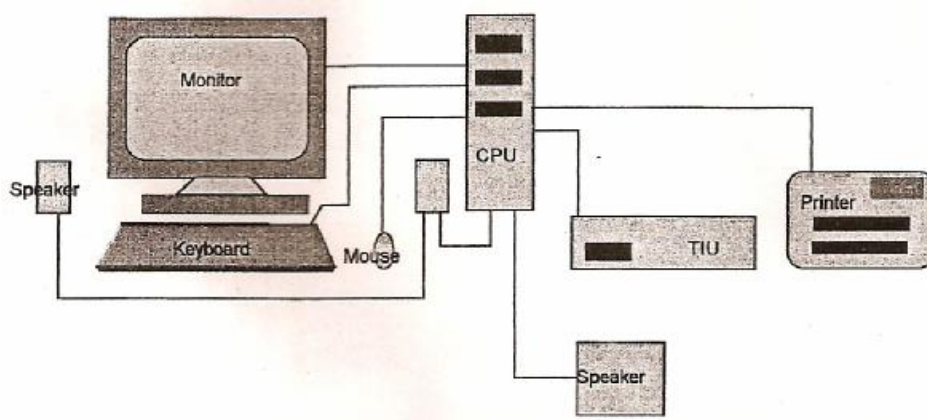 Monitor
CPU
Speaker
Printer
Keyboard
Mouse
TIU
Speaker